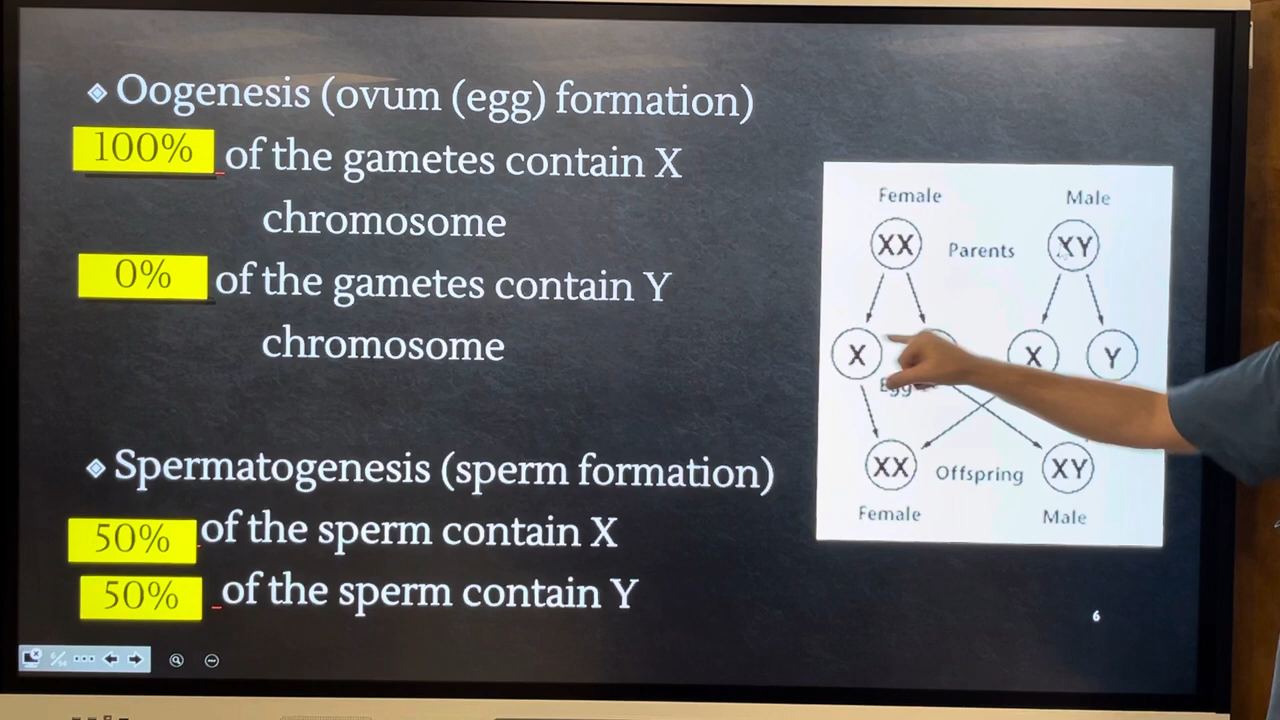 Oogenesis (ovum (egg) formation)
100% of the gametes contain X
chromosome
0% of the gametes contain Y
chromosome
Spermatogenesis (sperm formation)
50% of the sperm contain X
50% of the sperm contain Y
Female Male
XX Parents XY
X X Y
Egg
XX Offspring XY
Female Male
6